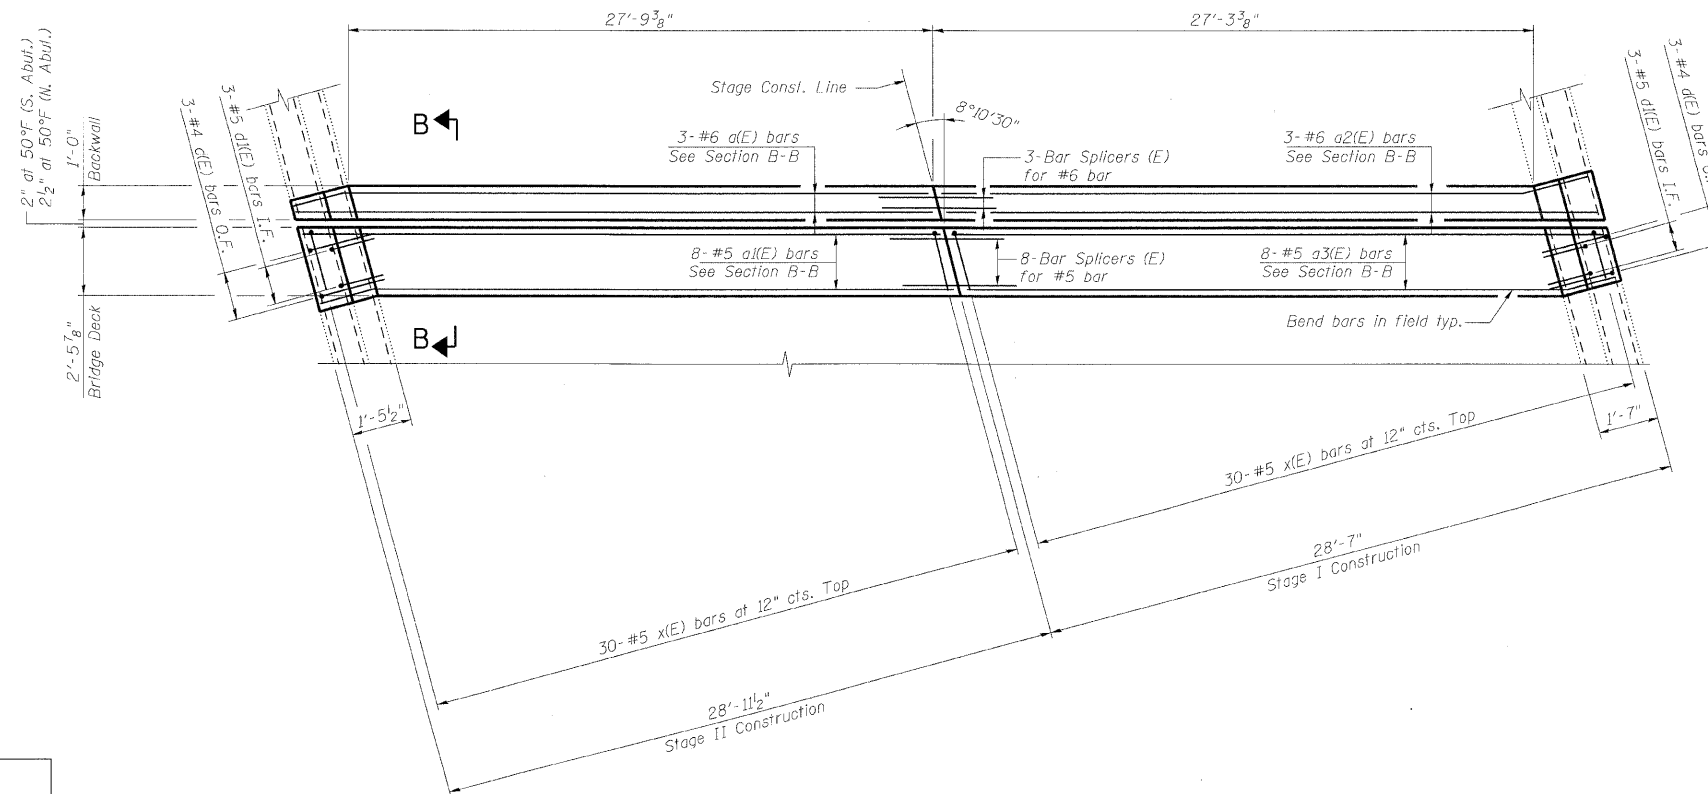 27'-9 3/8"
27'-3 3/8"
2" at 50°F (S. Abut.)
2 1/2" at 50°F (N. Abut.)
1'-0"
Backwall
3-#4 d(E) bars O.F.
3-#5 d1(E) bars I.F.
Stage Const. Line
8°10'30"
B
3-#6 a(E) bars
See Section B-B
3-Bar Splicers (E)
for #6 bar
3-#6 a2(E) bars
See Section B-B
3-#5 d1(E) bars I.F.
3-#4 d(E) bars
8-#5 a1(E) bars
See Section B-B
8-Bar Splicers (E)
for #5 bar
8-#5 a3(E) bars
See Section B-B
Bend bars in field typ.
B
2'-5 7/8"
Bridge Deck
1'-5 1/2"
1'-7"
30-#5 x(E) bars at 12" cts. Top
28'-7"
Stage I Construction
30-#5 x(E) bars at 12" cts. Top
28'-11 1/2"
Stage II Construction